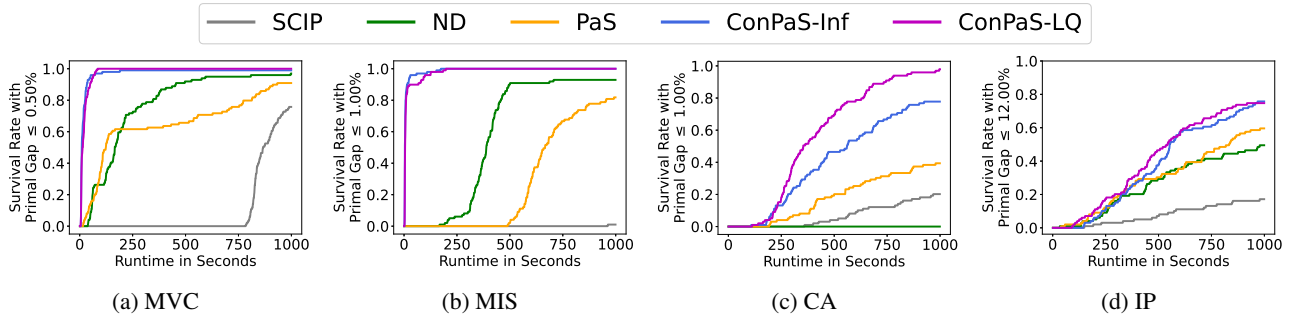 SCIP ND PaS ConPaS-Inf ConPaS-LQ
Survival Rate with
Primal Gap ≤ 0.50%
1.0
0.8
0.6
0.4
0.2
0.0
0 250 500 750 1000
Runtime in Seconds
(a) MVC
Survival Rate with
Primal Gap ≤ 1.00%
1.0
0.8
0.6
0.4
0.2
0.0
0 250 500 750 1000
Runtime in Seconds
(b) MIS
Survival Rate with
Primal Gap ≤ 1.00%
1.0
0.8
0.6
0.4
0.2
0.0
0 250 500 750 1000
Runtime in Seconds
(c) CA
Survival Rate with
Primal Gap ≤ 12.00%
1.0
0.8
0.6
0.4
0.2
0.0
0 250 500 750 1000
Runtime in Seconds
(d) IP